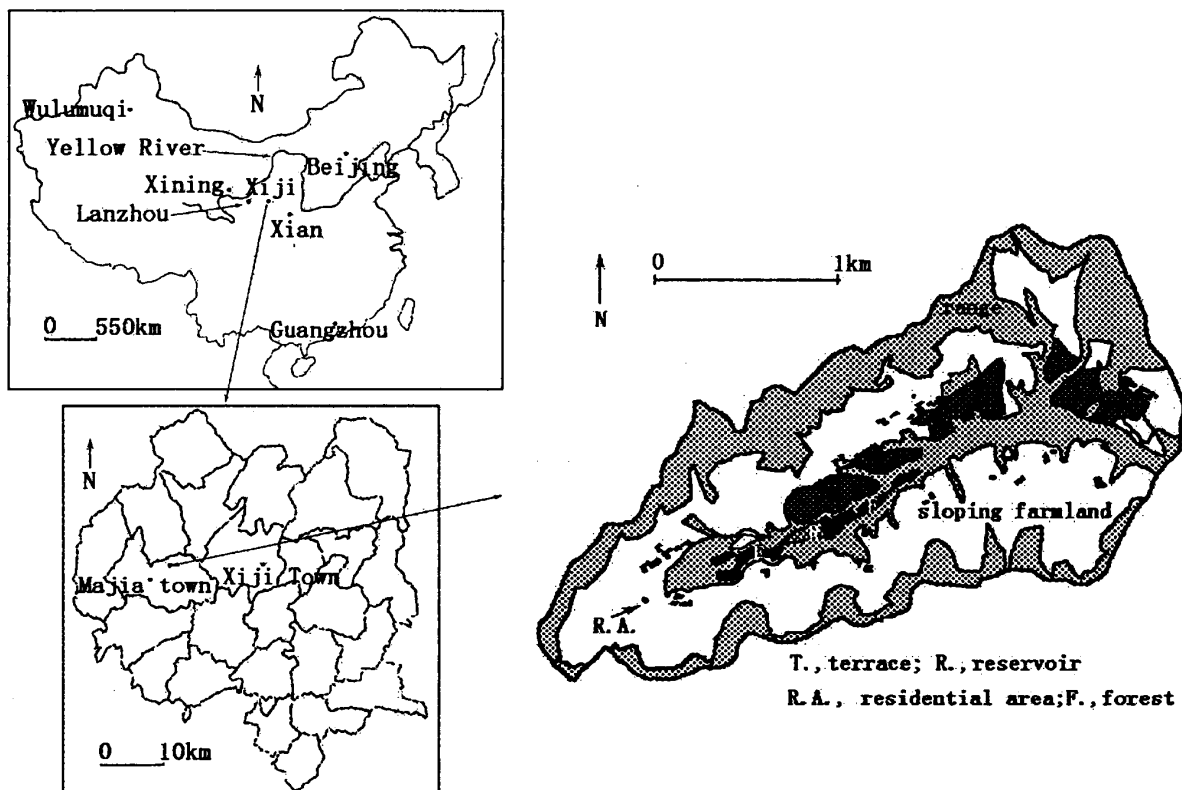 N
Wulumuqi
Yellow River
Beijing
Xining
Xiji
Lanzhou
Xian
0 550km
Guangzhou
N
Majia town
Xiji Town
0 10km
0 1km
N
range
sloping farmland
R.A.
T., terrace; R., reservoir
R.A., residential area;F., forest